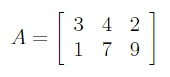 A = [ 3 4 2
1 7 9 ]